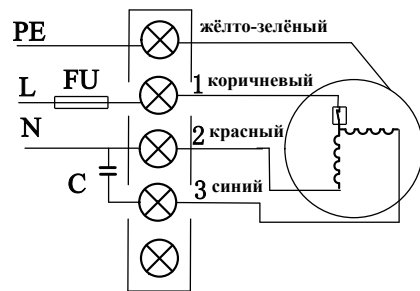 PE жёлто-зелёный
L FU 1 коричневый
N 2 красный
C 3 синий